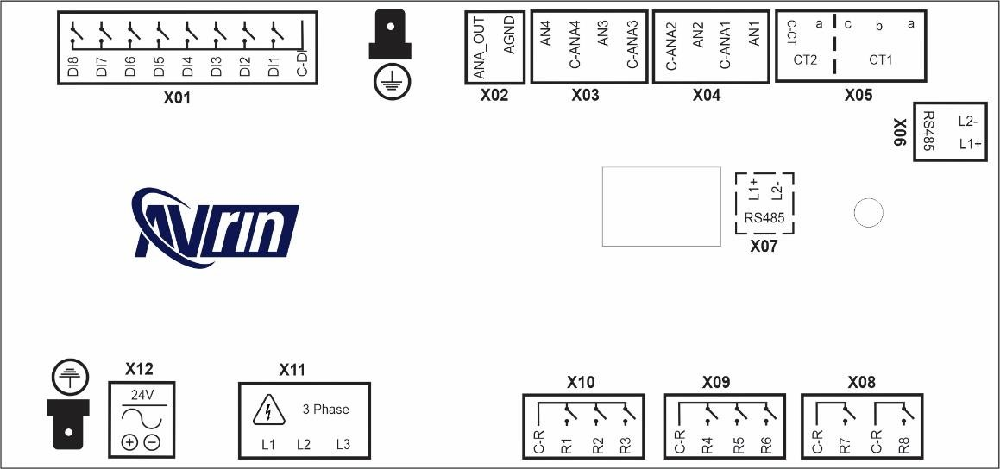 DI8 DI7 DI6 DI5 DI4 DI3 DI2 DI1 C-DI
X01
ANA_OUT AGND
X02
AN4 C-ANA4 AN3 C-ANA3
X03
C-ANA2 AN2 C-ANA1 AN1
X04
C-CT a c b a
CT2 CT1
X05
X06
RS485
L2-
L1+
L1+ L2-
RS485
X07
AVrin
X12
24V
X11
3 Phase
L1 L2 L3
X10
C-R R1 R2 R3
X09
C-R R4 R5 R6
X08
C-R R7 C-R R8